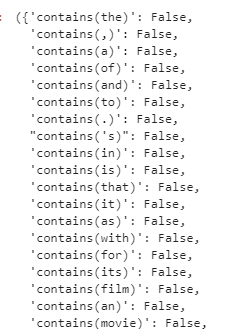 : ({'contains(the)': False,
'contains(,)': False,
'contains(a)': False,
'contains(of)': False,
'contains(and)': False,
'contains(to)': False,
'contains(.)': False,
"contains('s)": False,
'contains(in)': False,
'contains(is)': False,
'contains(that)': False,
'contains(it)': False,
'contains(as)': False,
'contains(with)': False,
'contains(for)': False,
'contains(its)': False,
'contains(film)': False,
'contains(an)': False,
'contains(movie)': False,